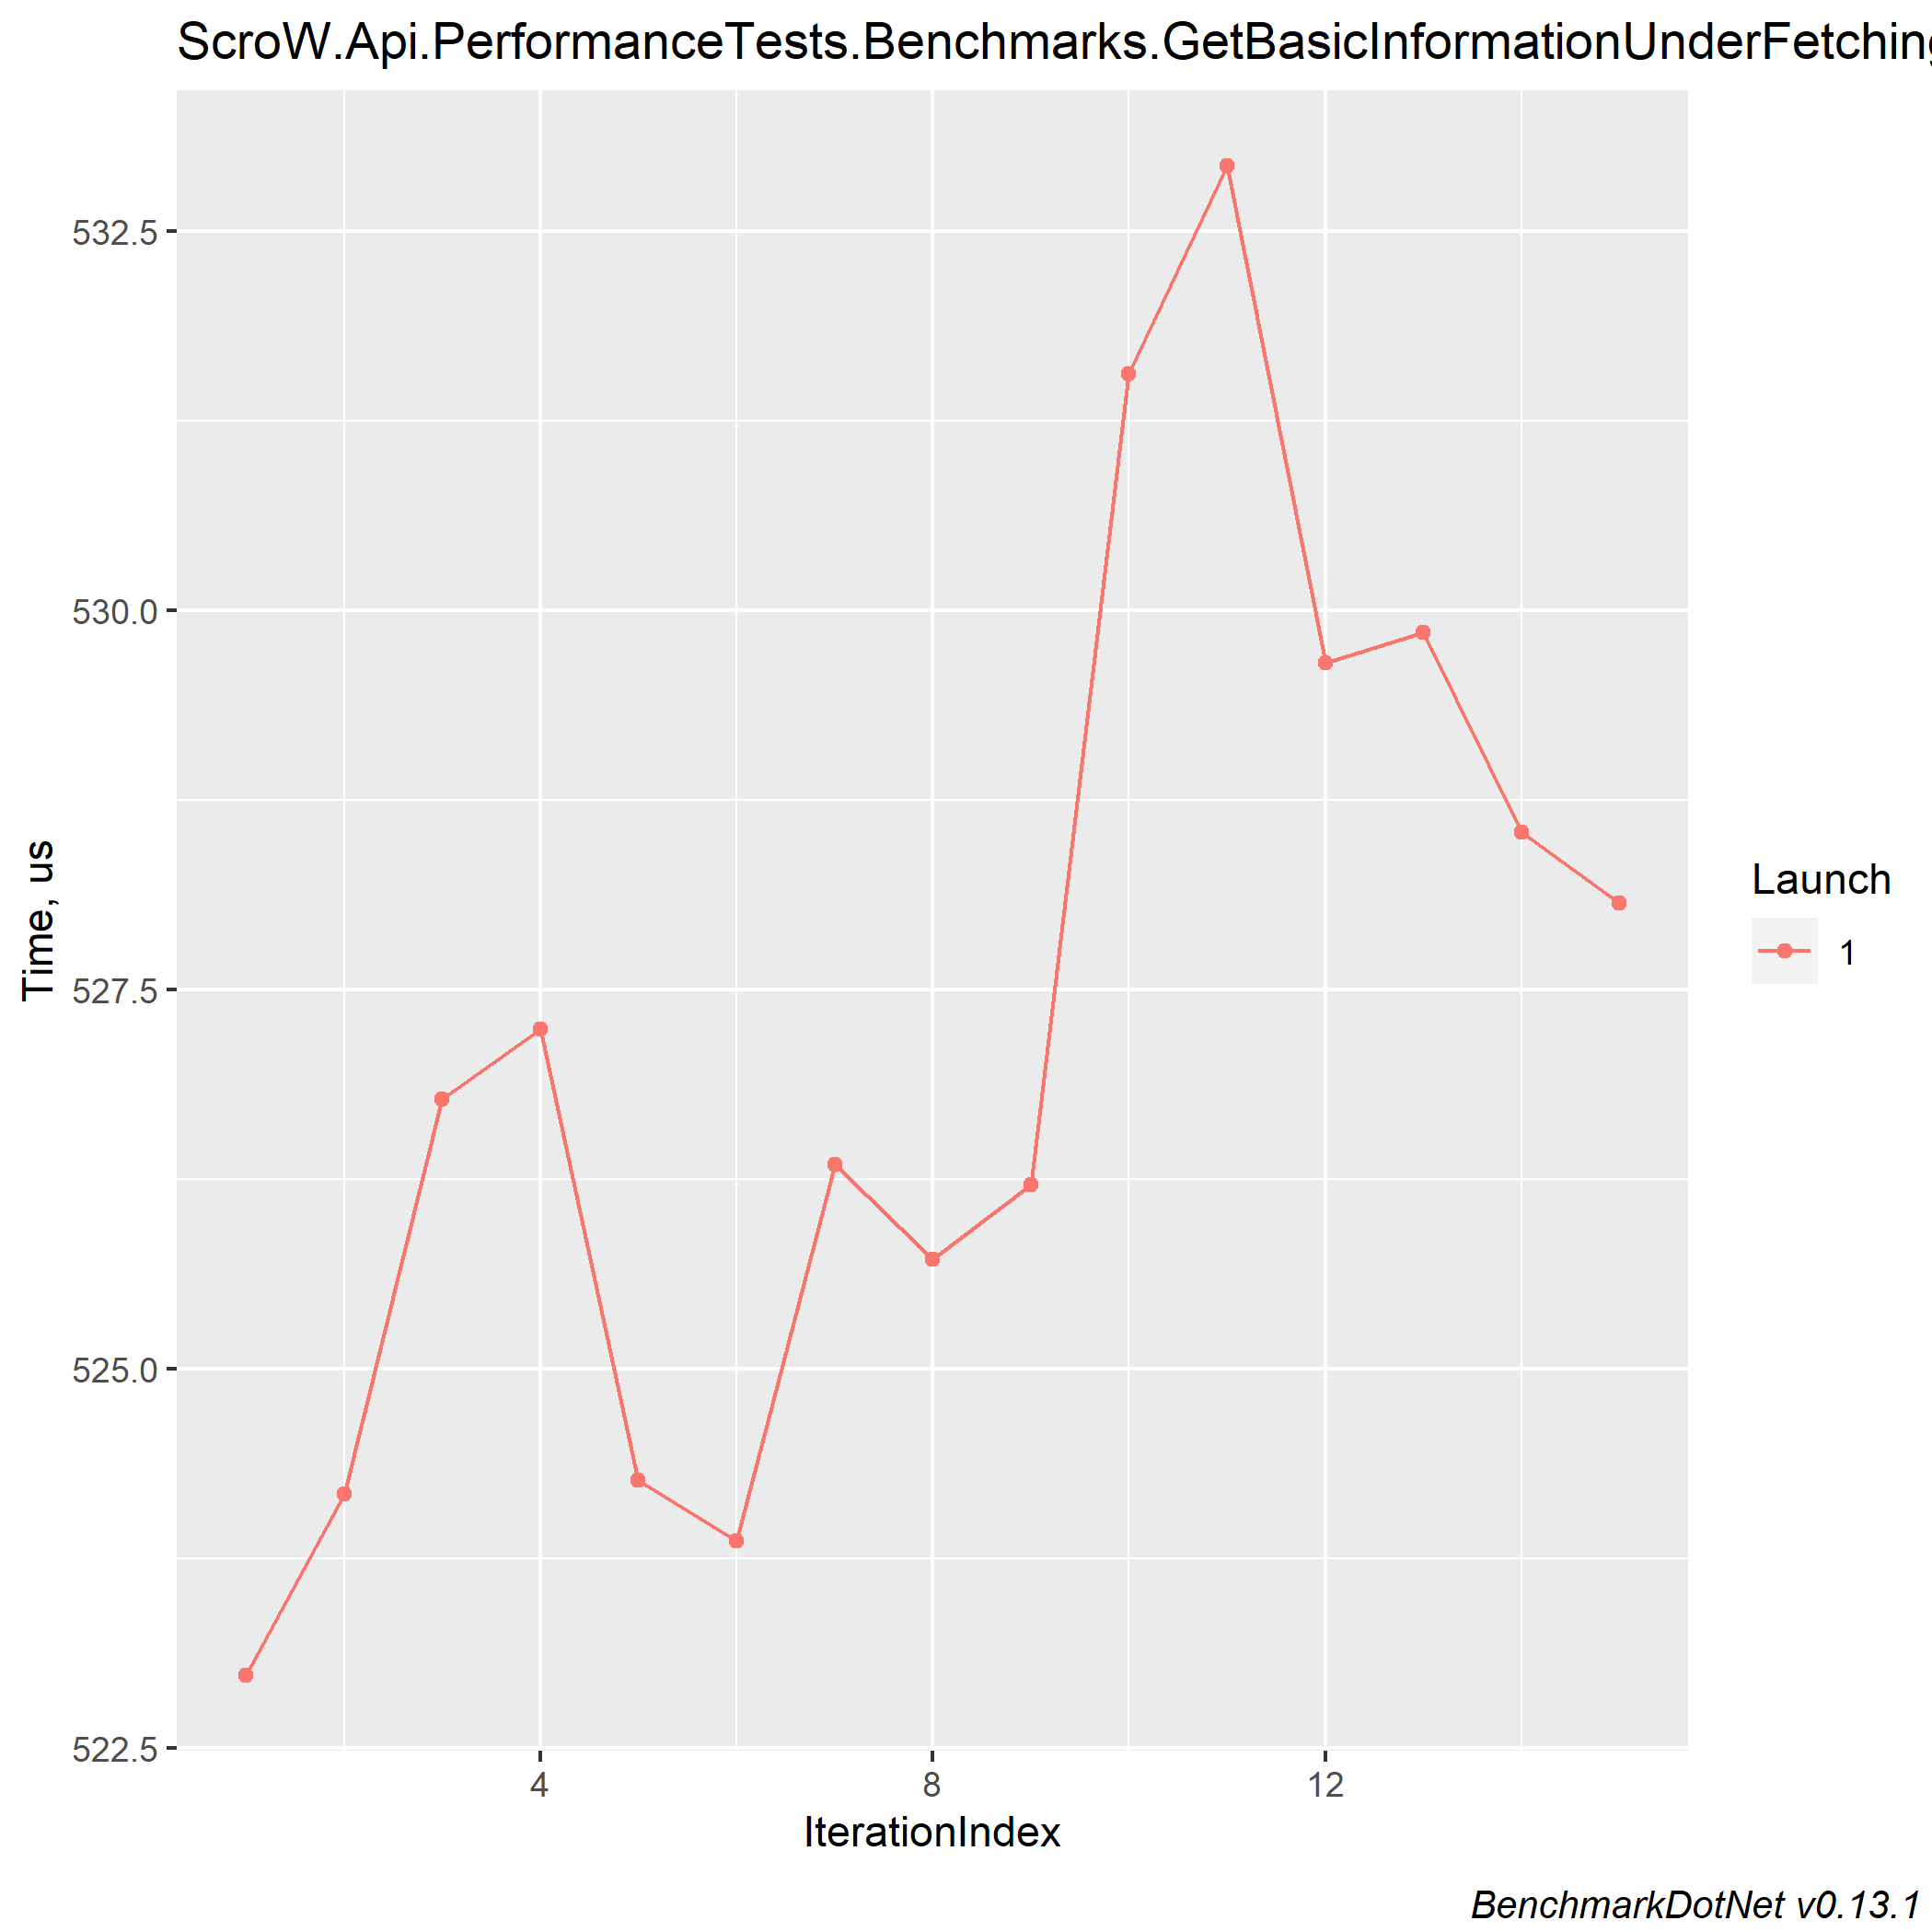 ScroW.Api.PerformanceTests.Benchmarks.GetBasicInformationUnderFetching
532.5
530.0
527.5
525.0
522.5
Time, us
4 8 12
IterationIndex
Launch
1
BenchmarkDotNet v0.13.1